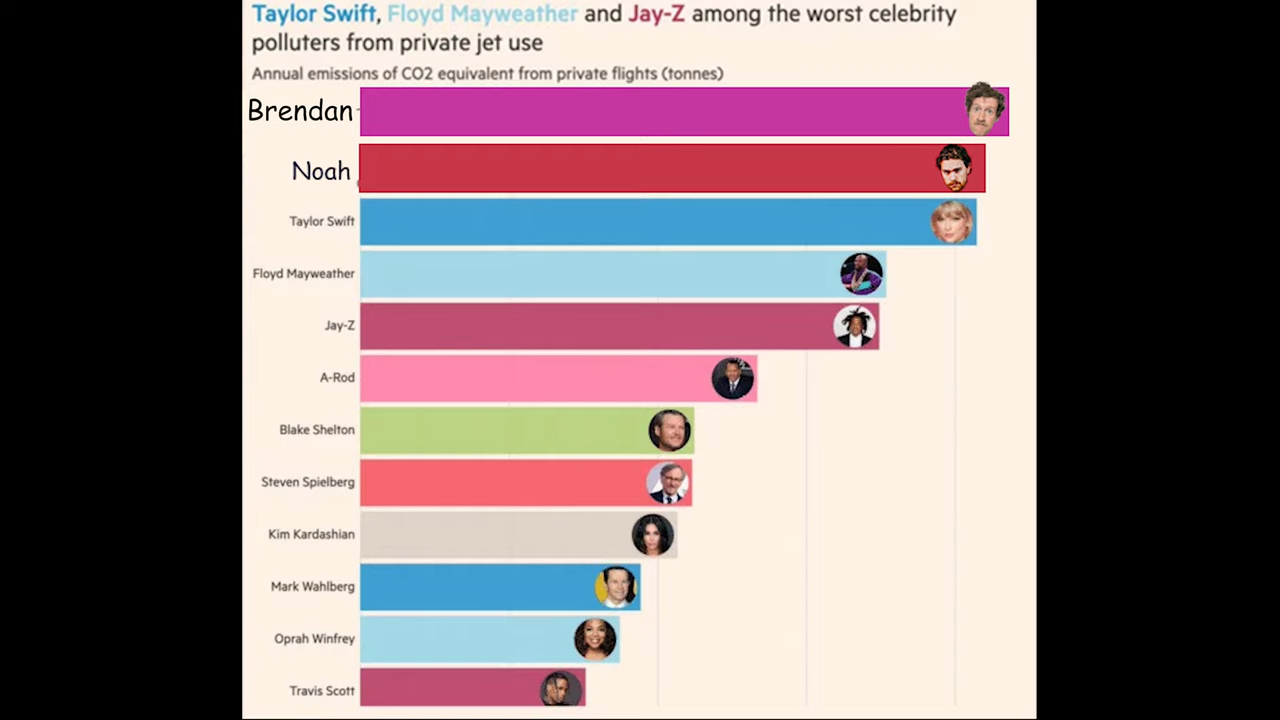 Taylor Swift, Floyd Mayweather and Jay-Z among the worst celebrity
polluters from private jet use
Annual emissions of CO2 equivalent from private flights (tonnes)
Brendan
Noah
Taylor Swift
Floyd Mayweather
Jay-Z
A-Rod
Blake Shelton
Steven Spielberg
Kim Kardashian
Mark Wahlberg
Oprah Winfrey
Travis Scott